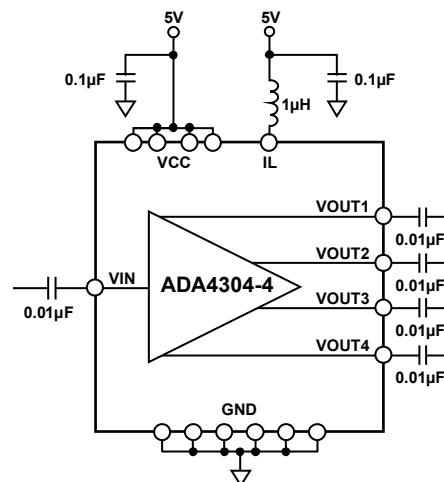 5V
5V
0.1µF
1µH
0.1µF
VCC
IL
VOUT1
0.01µF
VOUT2
0.01µF
VIN
ADA4304-4
VOUT3
0.01µF
0.01µF
VOUT4
0.01µF
GND